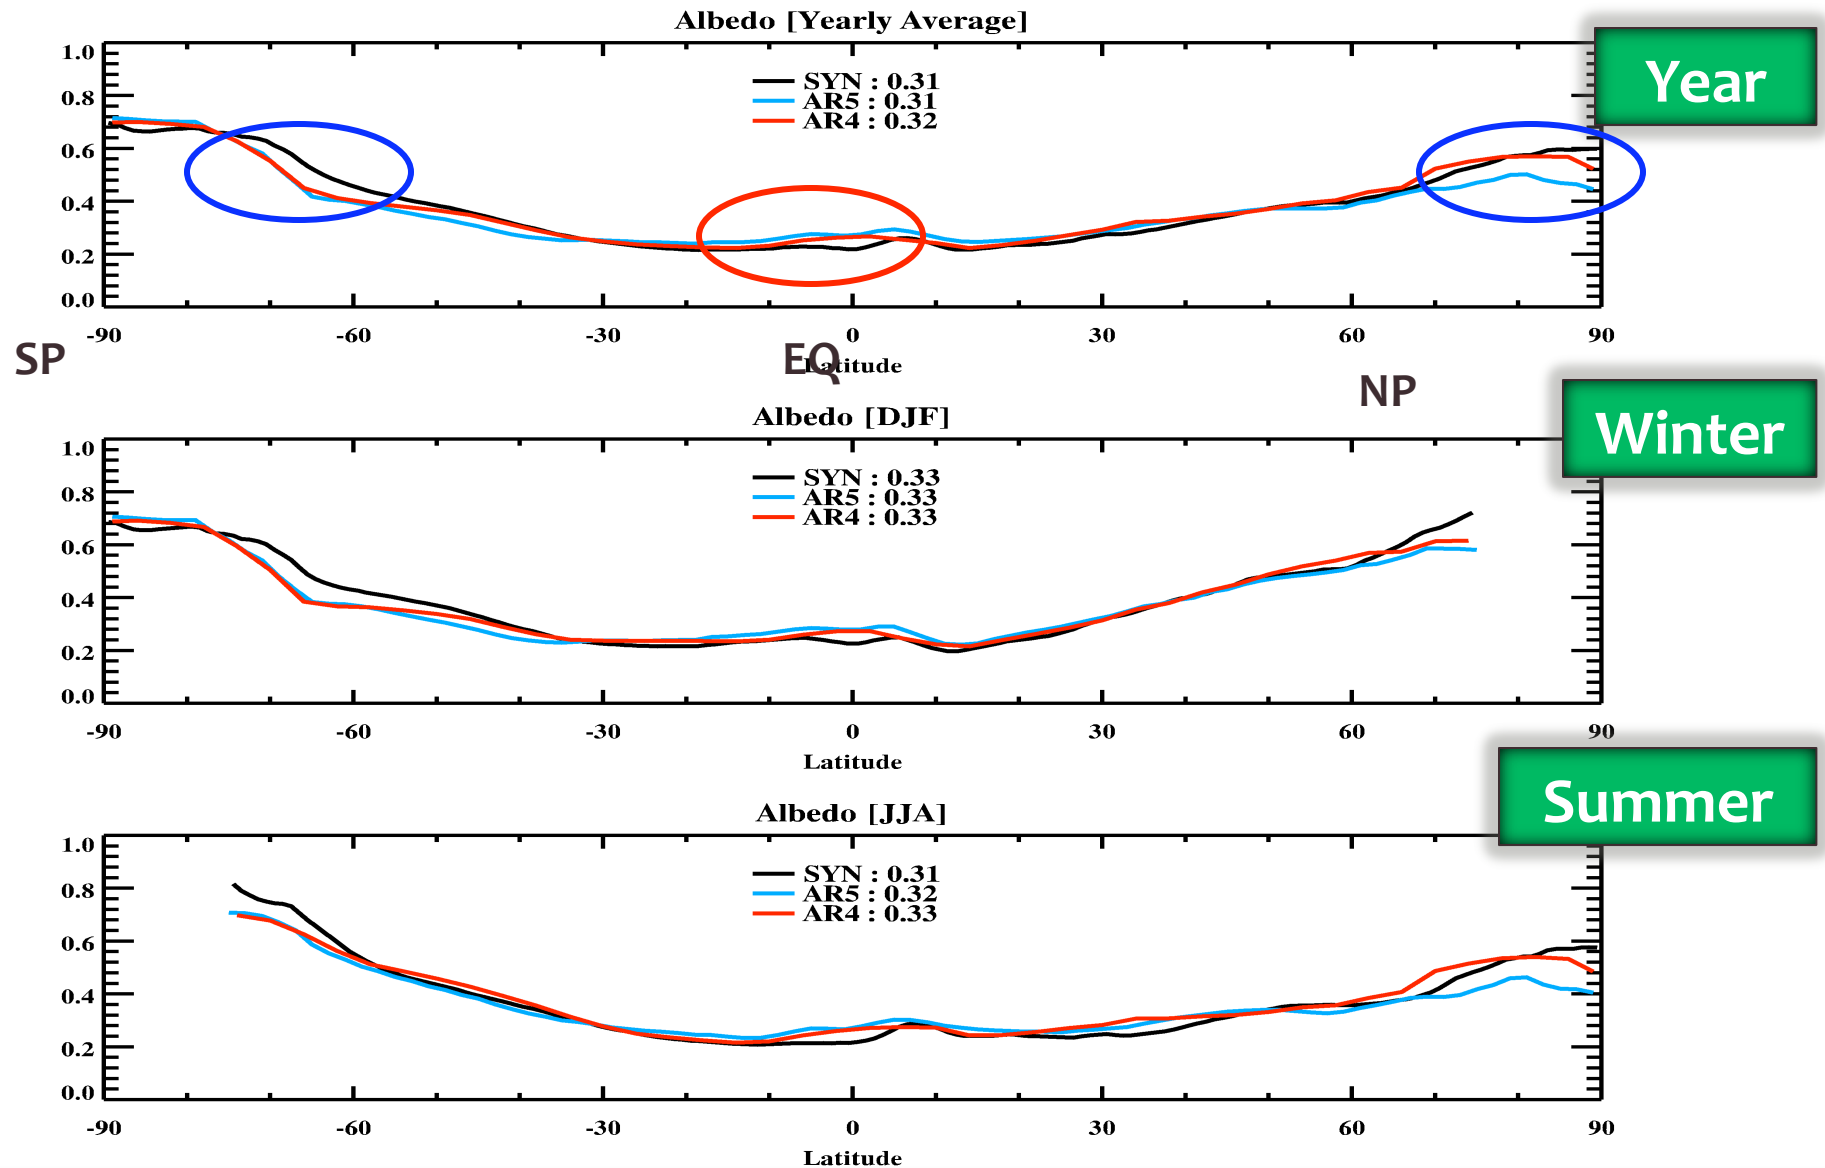 Albedo [Yearly Average]
Year
1.0
0.8
0.6
0.4
0.2
0.0
SYN : 0.31
AR5 : 0.31
AR4 : 0.32
-90 -60 -30 0 30 60 90
Latitude
SP EQ NP
Albedo [DJF]
Winter
1.0
0.8
0.6
0.4
0.2
0.0
SYN : 0.33
AR5 : 0.33
AR4 : 0.33
-90 -60 -30 0 30 60 90
Latitude
Albedo [JJA]
Summer
1.0
0.8
0.6
0.4
0.2
0.0
SYN : 0.31
AR5 : 0.32
AR4 : 0.33
-90 -60 -30 0 30 60 90
Latitude